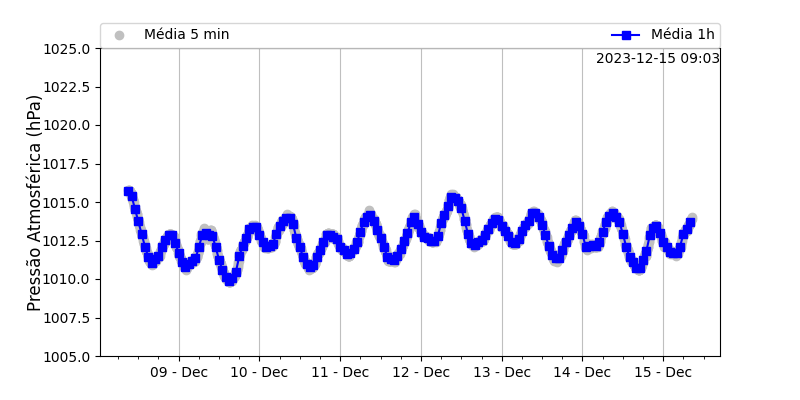 Média 5 min
Média 1h
2023-12-15 09:03
Pressão Atmosférica (hPa)
1025.0
1022.5
1020.0
1017.5
1015.0
1012.5
1010.0
1007.5
1005.0
09 - Dec
10 - Dec
11 - Dec
12 - Dec
13 - Dec
14 - Dec
15 - Dec